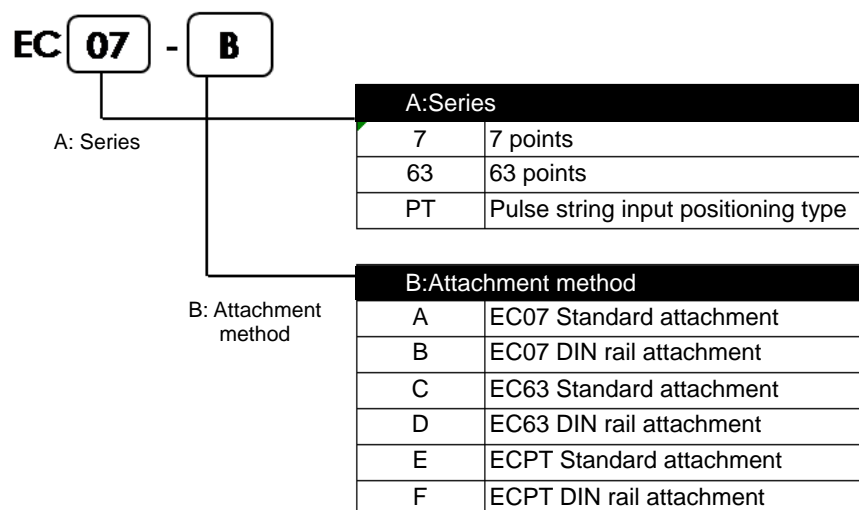 EC 07 - B
A: Series
A:Series
7 7 points
63 63 points
PT Pulse string input positioning type
B: Attachment
method
B:Attachment method
A EC07 Standard attachment
B EC07 DIN rail attachment
C EC63 Standard attachment
D EC63 DIN rail attachment
E ECPT Standard attachment
F ECPT DIN rail attachment